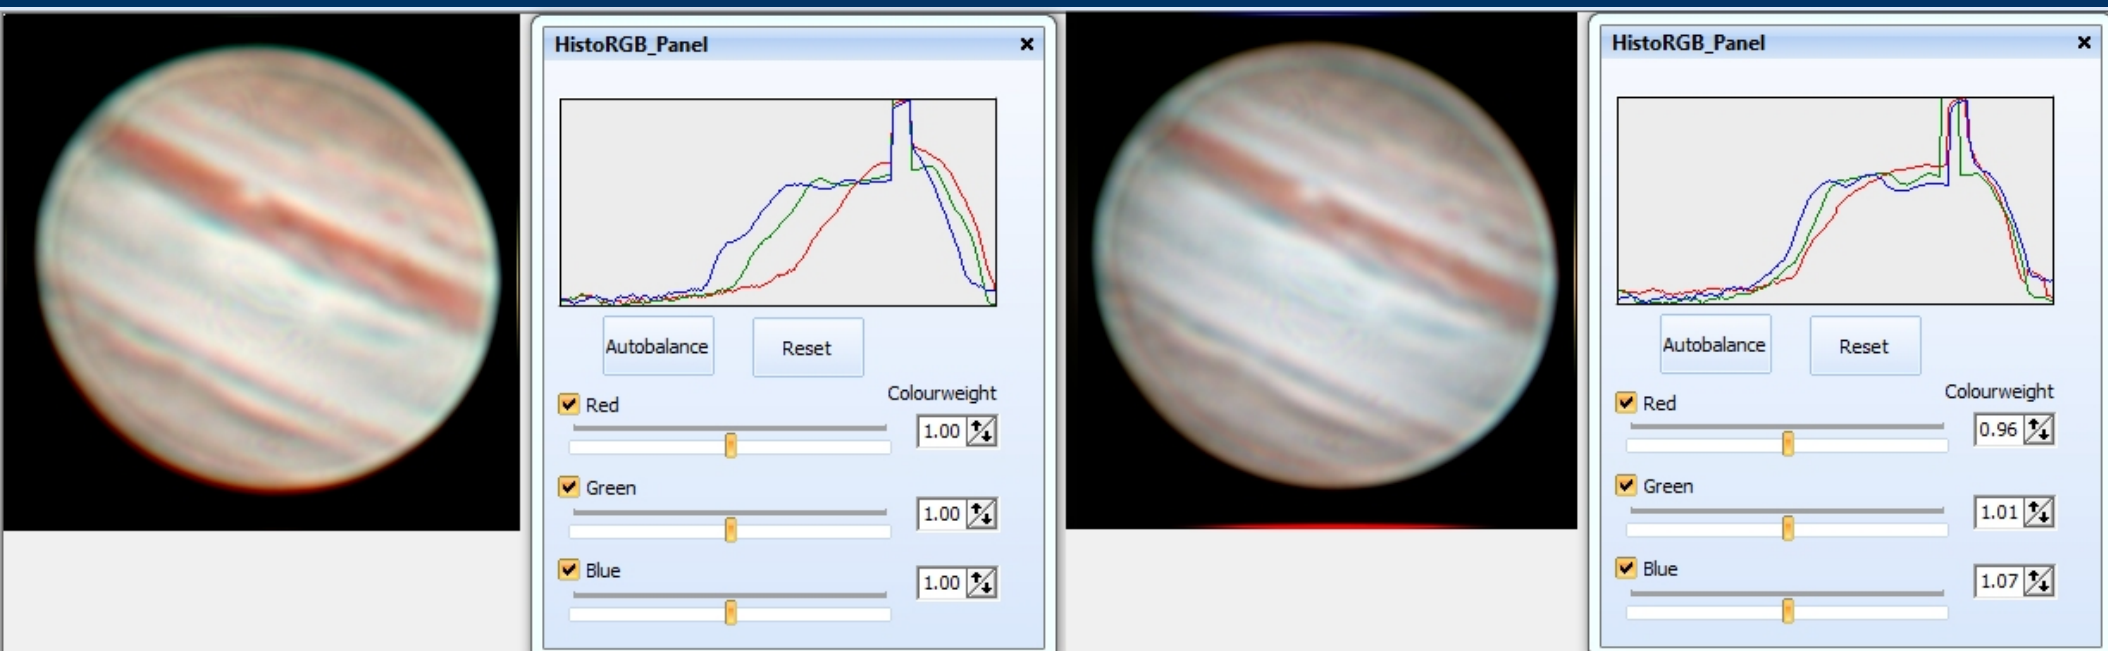 HistoRGB_Panel
Autobalance Reset
Colourweight
Red
1.00
Green
1.00
Blue
1.00
HistoRGB_Panel
Autobalance Reset
Colourweight
Red
0.96
Green
1.01
Blue
1.07